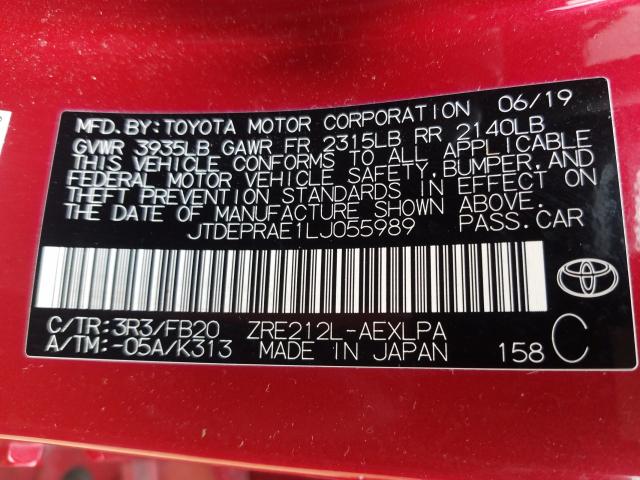 MFD. BY: TOYOTA MOTOR CORPORATION 06/19
GVWR 3935LB GAWR FR 2315LB RR 2140LB
THIS VEHICLE CONFORMS TO ALL APPLICABLE
FEDERAL MOTOR VEHICLE SAFETY, BUMPER, AND
THEFT PREVENTION STANDARDS IN EFFECT ON
THE DATE OF MANUFACTURE SHOWN ABOVE.
JTDEPRAE1LJ055989 PASS. CAR
C/TR: 3R3/FB20 ZRE212L-AEXLPA
A/TM: -05A/K313 MADE IN JAPAN 158 C